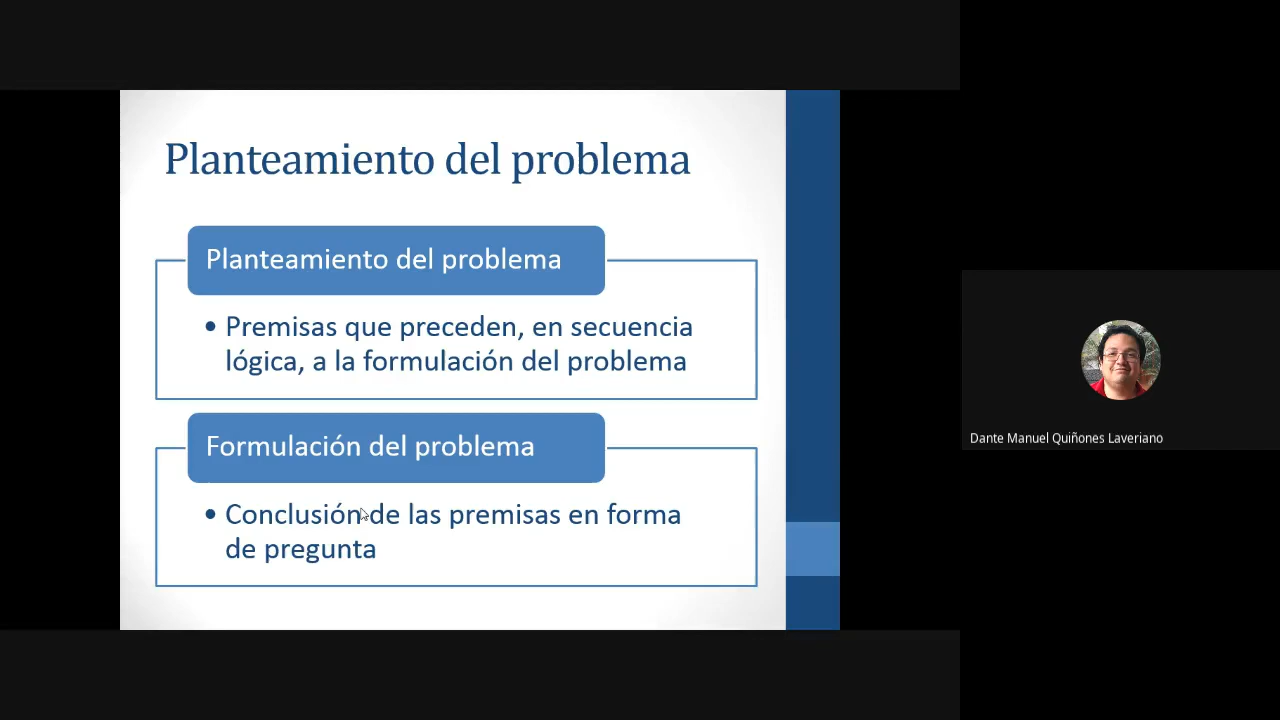 Planteamiento del problema
Planteamiento del problema
• Premisas que preceden, en secuencia
lógica, a la formulación del problema
Formulación del problema
• Conclusión de las premisas en forma
de pregunta
Dante Manuel Quiñones Laveriano